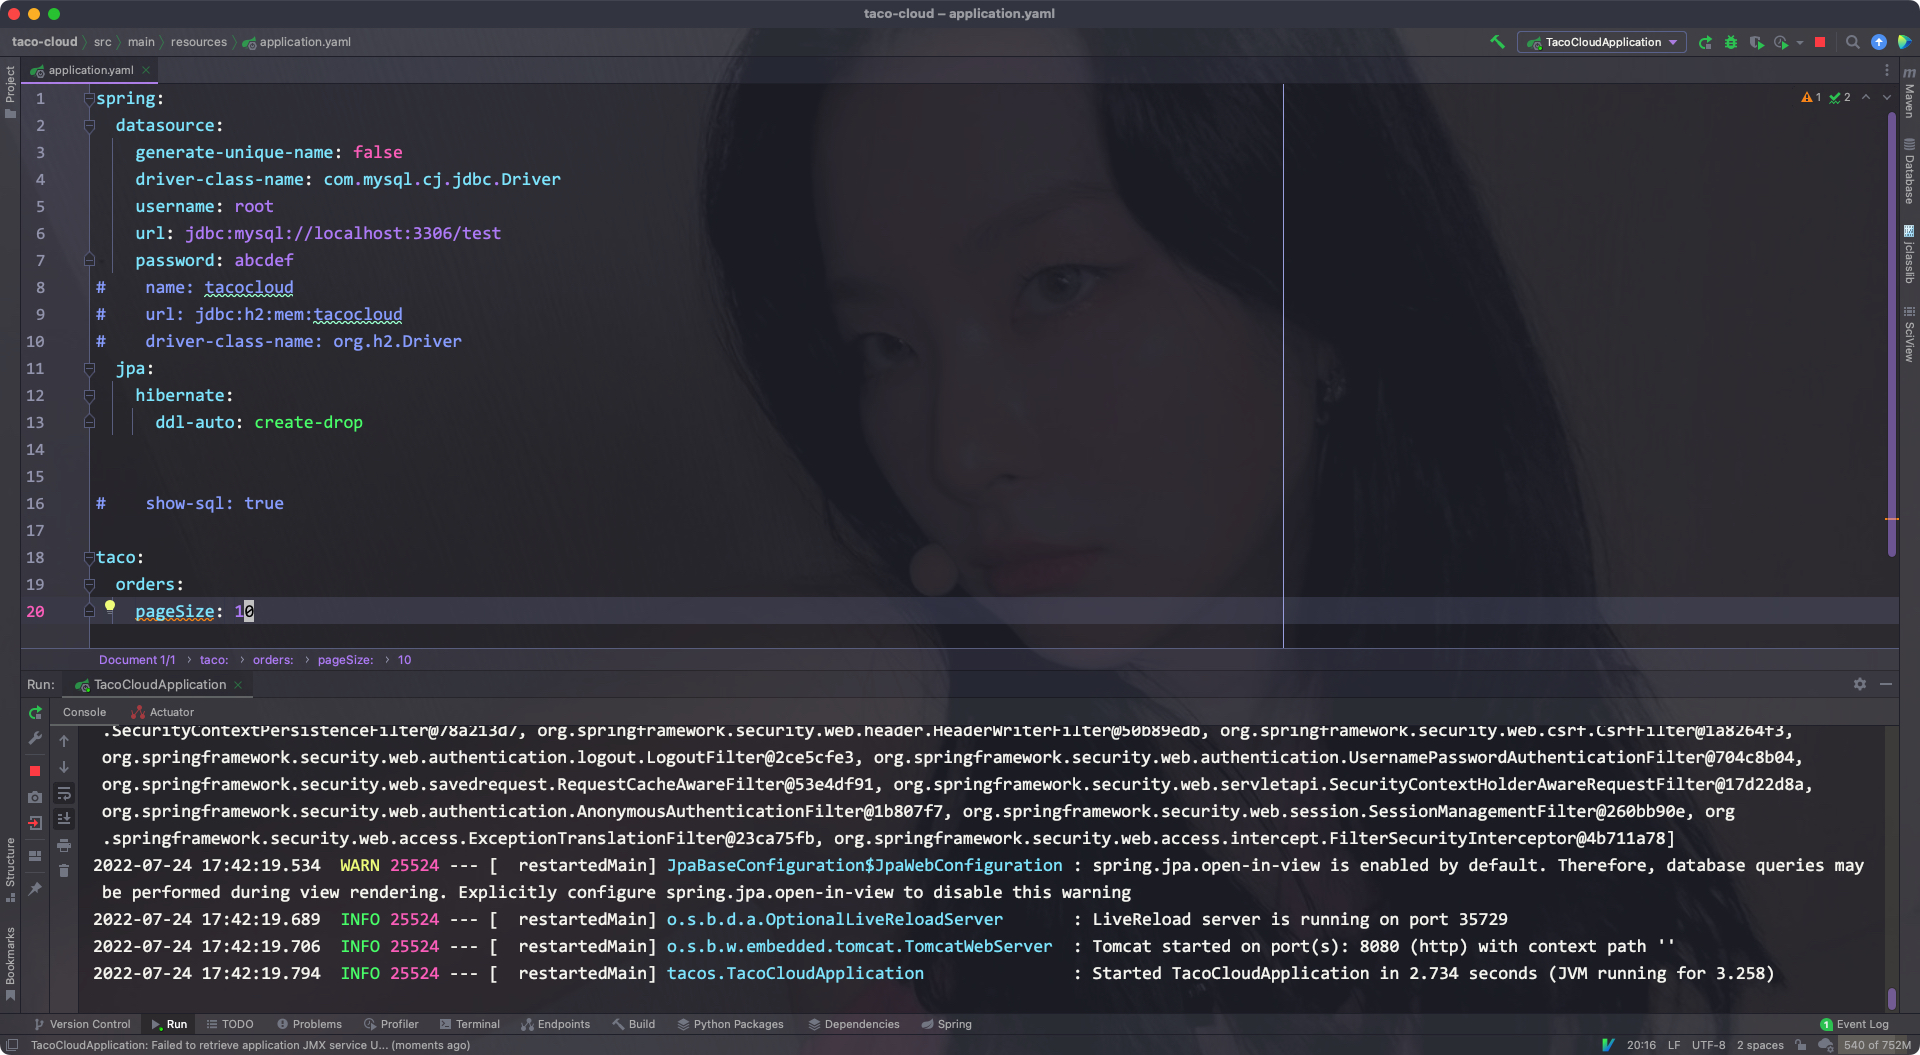 taco-cloud – application.yaml
taco-cloud src main resources application.yaml
TacoCloudApplication
application.yaml
1 spring:
2 datasource:
3 generate-unique-name: false
4 driver-class-name: com.mysql.cj.jdbc.Driver
5 username: root
6 url: jdbc:mysql://localhost:3306/test
7 password: abcdef
8 # name: tacocloud
9 # url: jdbc:h2:mem:tacocloud
10 # driver-class-name: org.h2.Driver
11 jpa:
12 hibernate:
13 ddl-auto: create-drop
14
15
16 # show-sql: true
17
18 taco:
19 orders:
20 pageSize: 10
1 2
Project
Structure
Bookmarks
m Maven
Database
jclasslib
SciView
Document 1/1 › taco: › orders: › pageSize: › 10
Run: TacoCloudApplication
Console Actuator
.SecurityContextPersistenceFilter@78a213d7, org.springframework.security.web.header.HeaderWriterFilter@50b89edb, org.springframework.security.web.csrf.CsrfFilter@1a8264f3,
org.springframework.security.web.authentication.logout.LogoutFilter@2ce5cfe3, org.springframework.security.web.authentication.UsernamePasswordAuthenticationFilter@704c8b04,
org.springframework.security.web.savedrequest.RequestCacheAwareFilter@53e4df91, org.springframework.security.web.servletapi.SecurityContextHolderAwareRequestFilter@17d22d8a,
org.springframework.security.web.authentication.AnonymousAuthenticationFilter@1b807f7, org.springframework.security.web.session.SessionManagementFilter@260bb90e, org
.springframework.security.web.access.ExceptionTranslationFilter@23ca75fb, org.springframework.security.web.access.intercept.FilterSecurityInterceptor@4b711a78]
2022-07-24 17:42:19.534 WARN 25524 --- [ restartedMain] JpaBaseConfiguration$JpaWebConfiguration : spring.jpa.open-in-view is enabled by default. Therefore, database queries may
be performed during view rendering. Explicitly configure spring.jpa.open-in-view to disable this warning
2022-07-24 17:42:19.689 INFO 25524 --- [ restartedMain] o.s.b.d.a.OptionalLiveReloadServer : LiveReload server is running on port 35729
2022-07-24 17:42:19.706 INFO 25524 --- [ restartedMain] o.s.b.w.embedded.tomcat.TomcatWebServer : Tomcat started on port(s): 8080 (http) with context path ''
2022-07-24 17:42:19.794 INFO 25524 --- [ restartedMain] tacos.TacoCloudApplication : Started TacoCloudApplication in 2.734 seconds (JVM running for 3.258)
Version Control Run TODO Problems Profiler Terminal Endpoints Build Python Packages Dependencies Spring 1 Event Log
TacoCloudApplication: Failed to retrieve application JMX service U... (moments ago) 20:16 LF UTF-8 2 spaces 540 of 752M